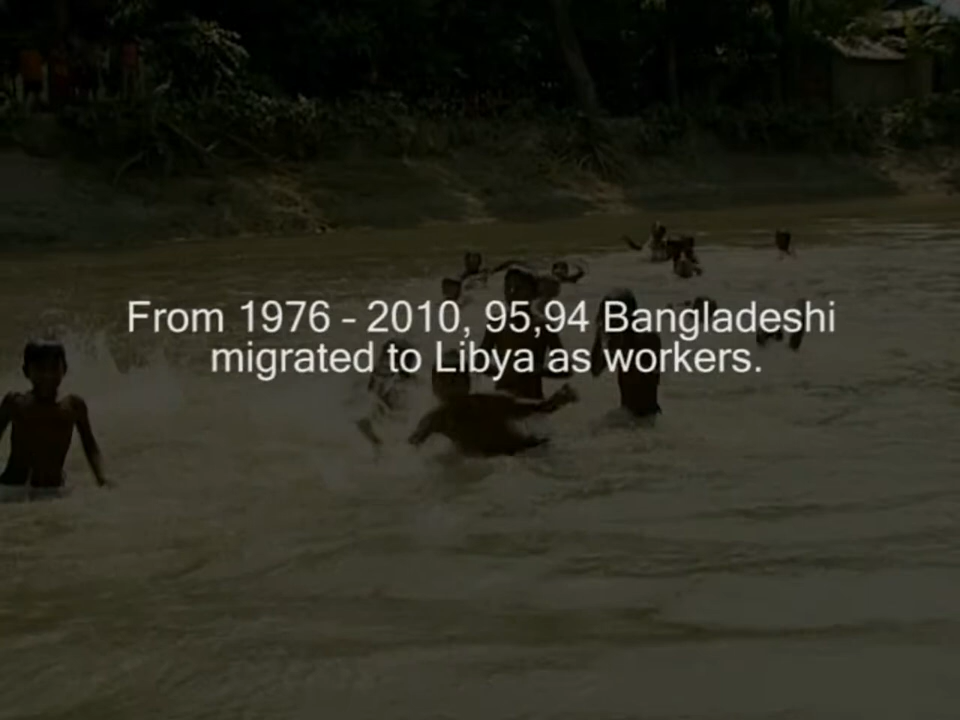 From 1976 - 2010, 95,94 Bangladeshi
migrated to Libya as workers.